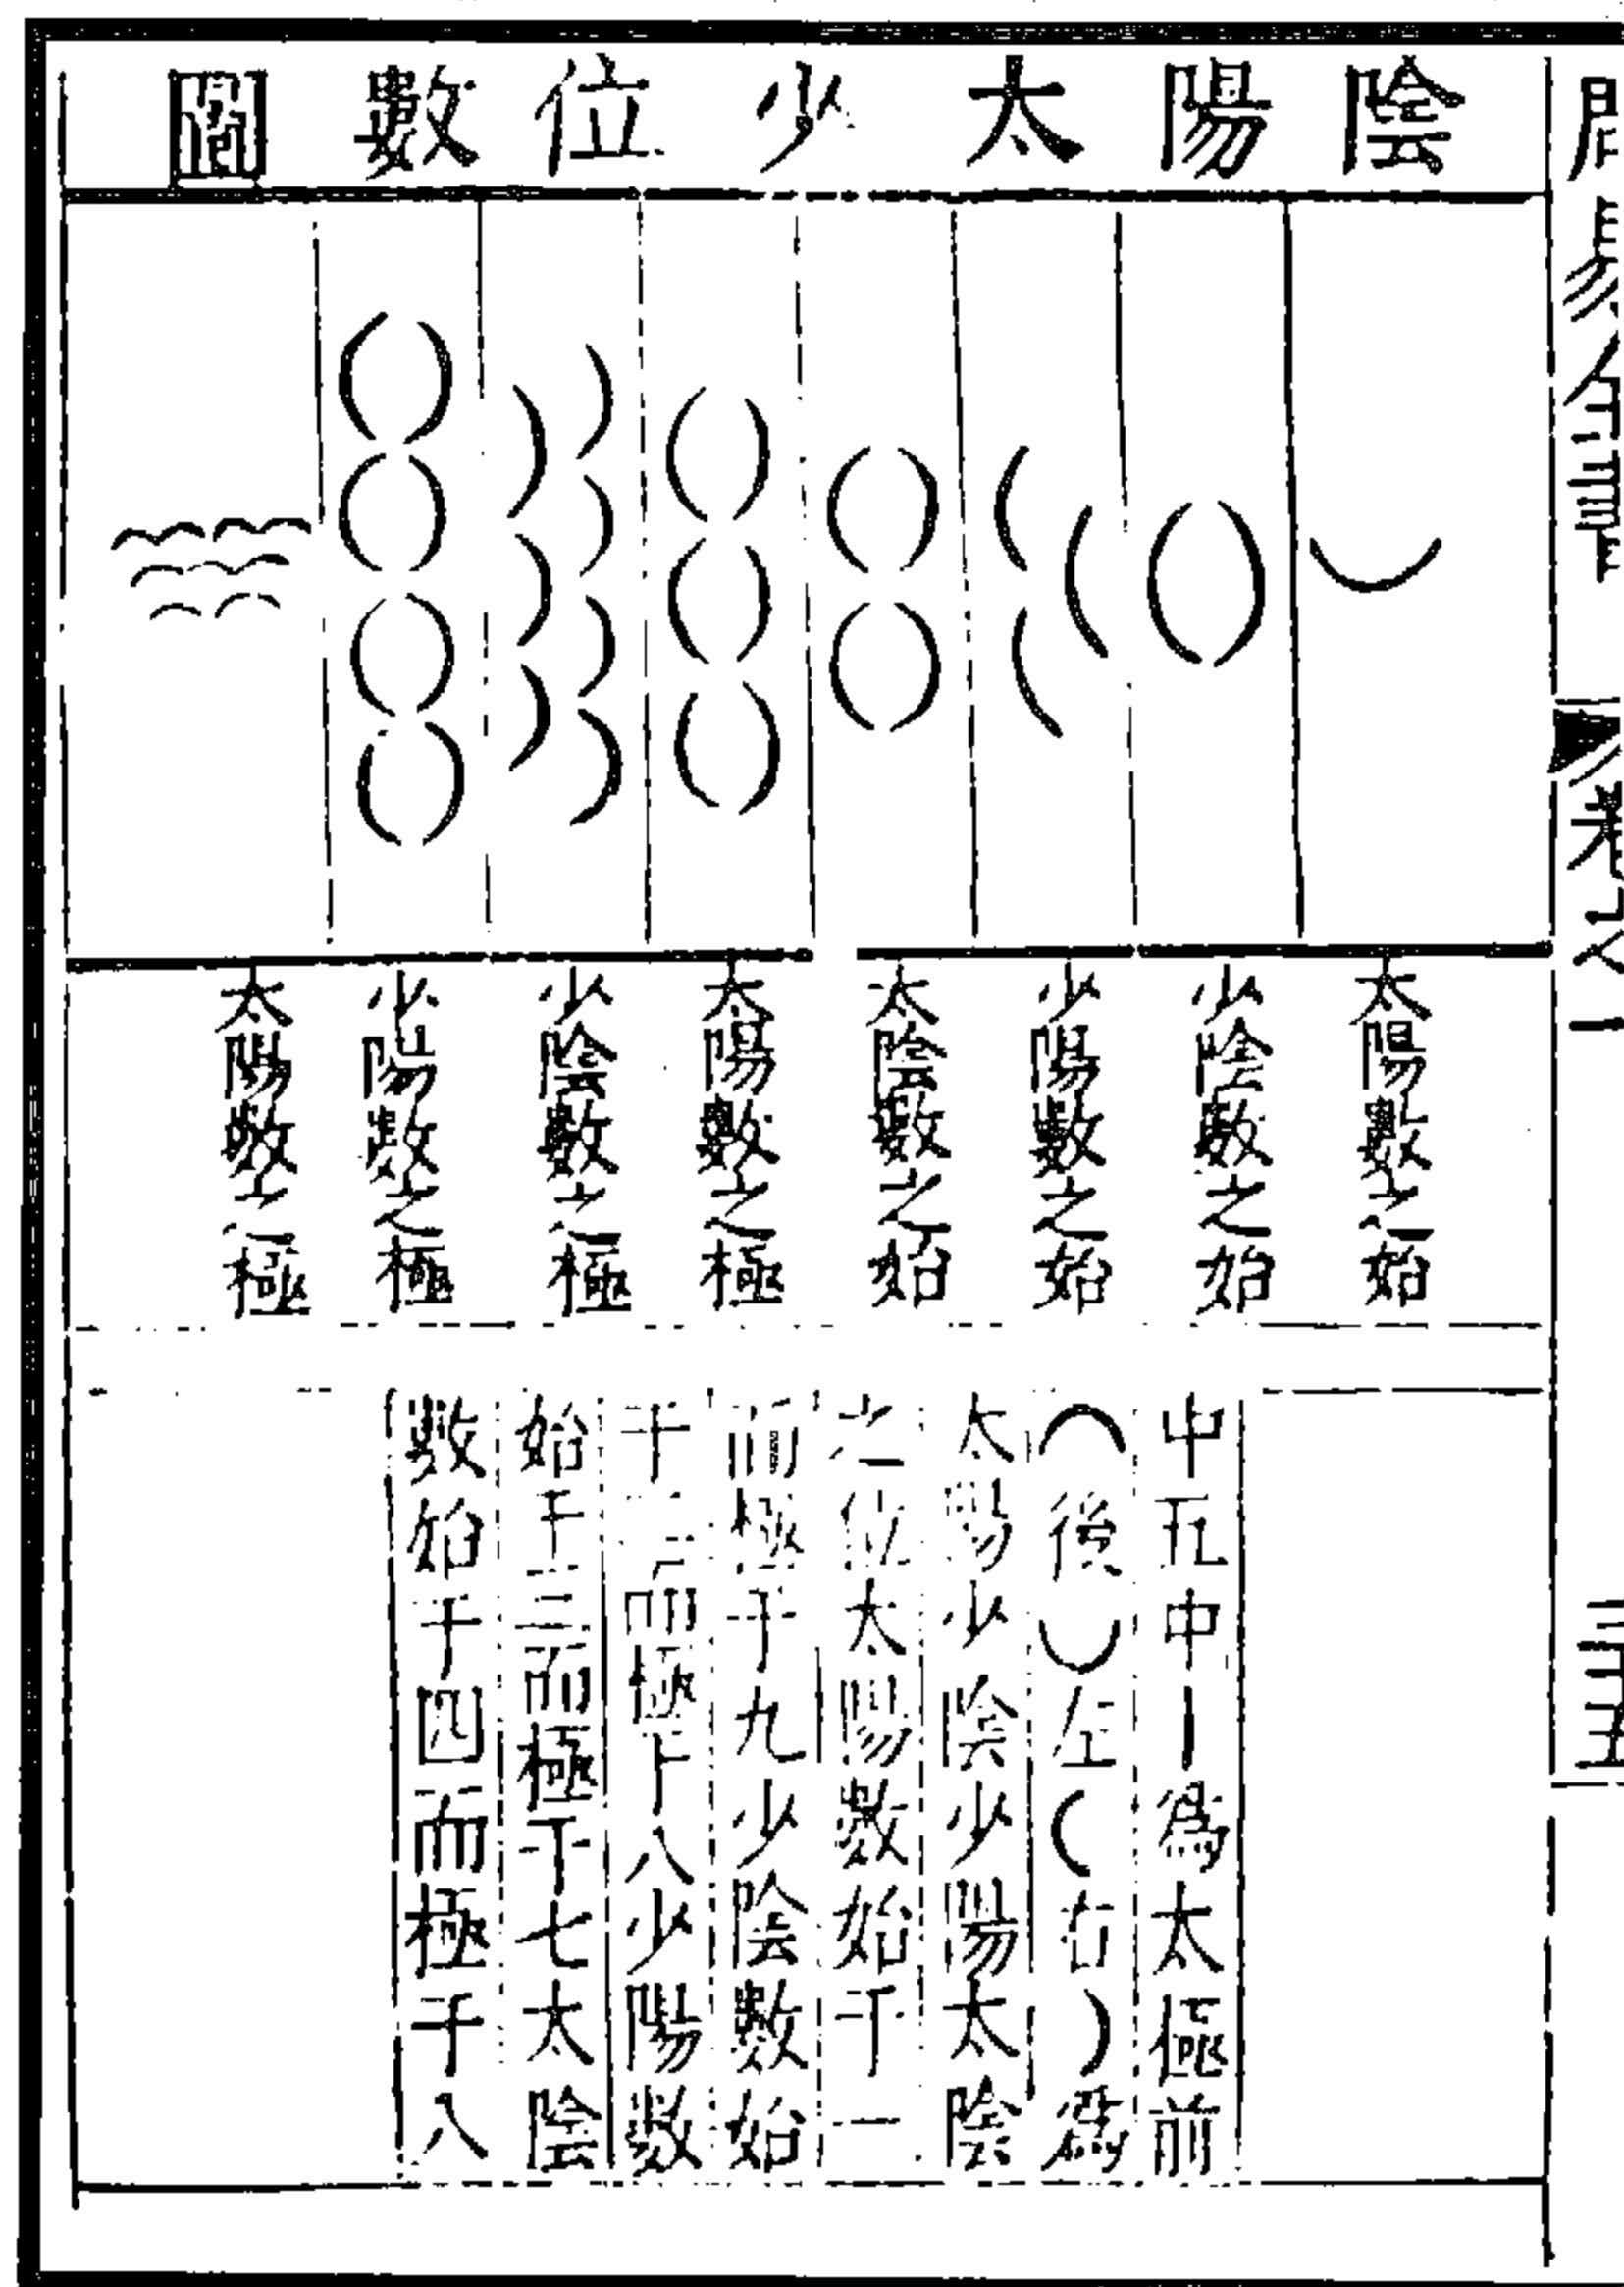 陰陽太少位數圖
卷之一
太陽數之始
少陰數之始
少陽數之始
太陰數之始
太陽數之極
少陰數之極
少陽數之極
太陽數之極
中五中丨爲太極前
︵後︶左(右)爲
太陽少陰少陽太陰
之位太陽數始于一
而極于九少陰數始
于二而極于八少陽數
始于三而極于七太陰
數始于四而極于八